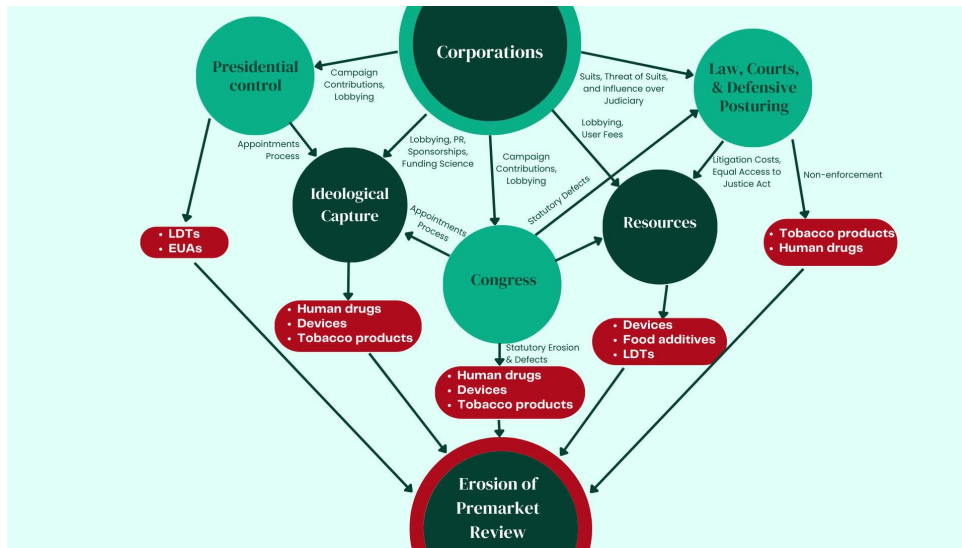 Corporations
Presidential
control
Campaign
Contributions,
Lobbying
Suits, Threat of Suits,
and Influence over
Judiciary
Law, Courts,
& Defensive
Posturing
Appointments
Process
Lobbying, PR,
Sponsorships,
Funding Science
Campaign
Contributions,
Lobbying
Lobbying,
User Fees
Litigation Costs,
Equal Access to
Justice Act
Non-enforcement
Ideological
Capture
Appointments
Process
Statutory Defects
Resources
• LDTs
• EUAs
• Tobacco products
• Human drugs
Congress
• Human drugs
• Devices
• Tobacco products
Statutory Erosion
& Defects
• Devices
• Food additives
• LDTs
• Human drugs
• Devices
• Tobacco products
Erosion of
Premarket
Review